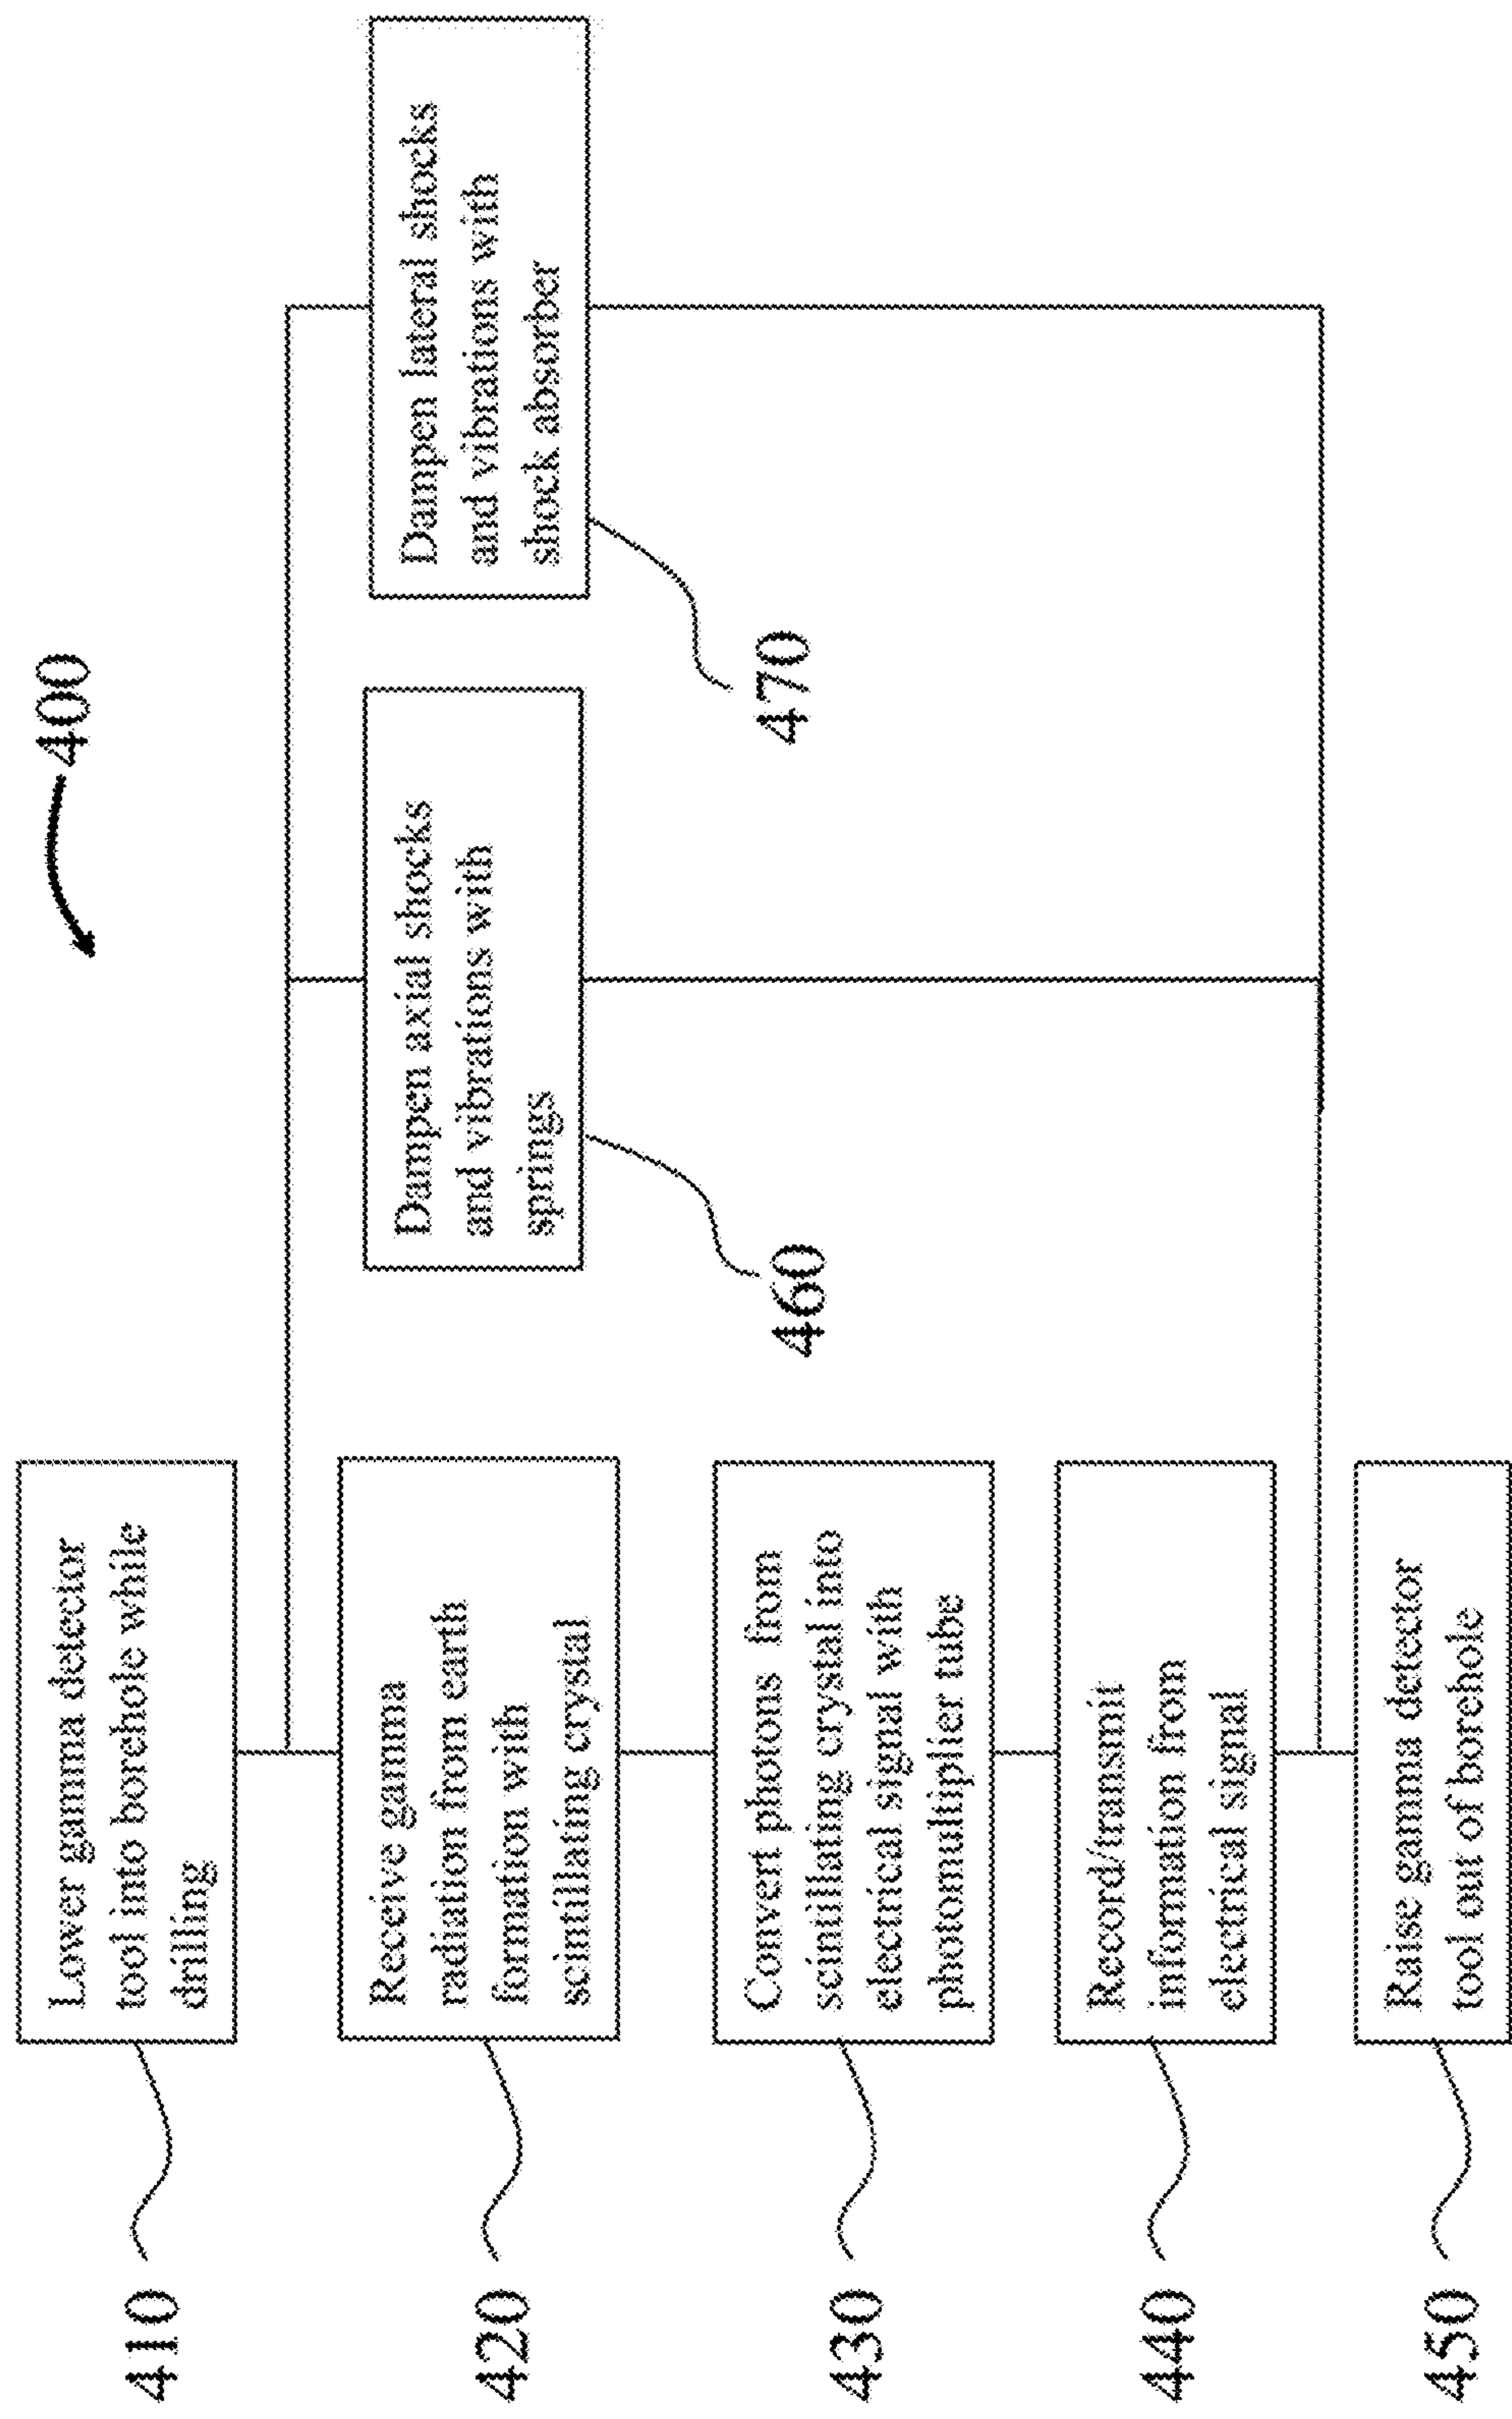 400
410
Lower gamma detector
tool into borehole while
drilling
420
Receive gamma
radiation from earth
formation with
scintillating crystal
430
Convert photons from
scintillating crystal into
electrical signal with
photomultiplier tube
440
Record/transmit
information from
electrical signal
450
Raise gamma detector
tool out of borehole
460
Dampen axial shocks
and vibrations with
springs
470
Dampen lateral shocks
and vibrations with
shock absorber